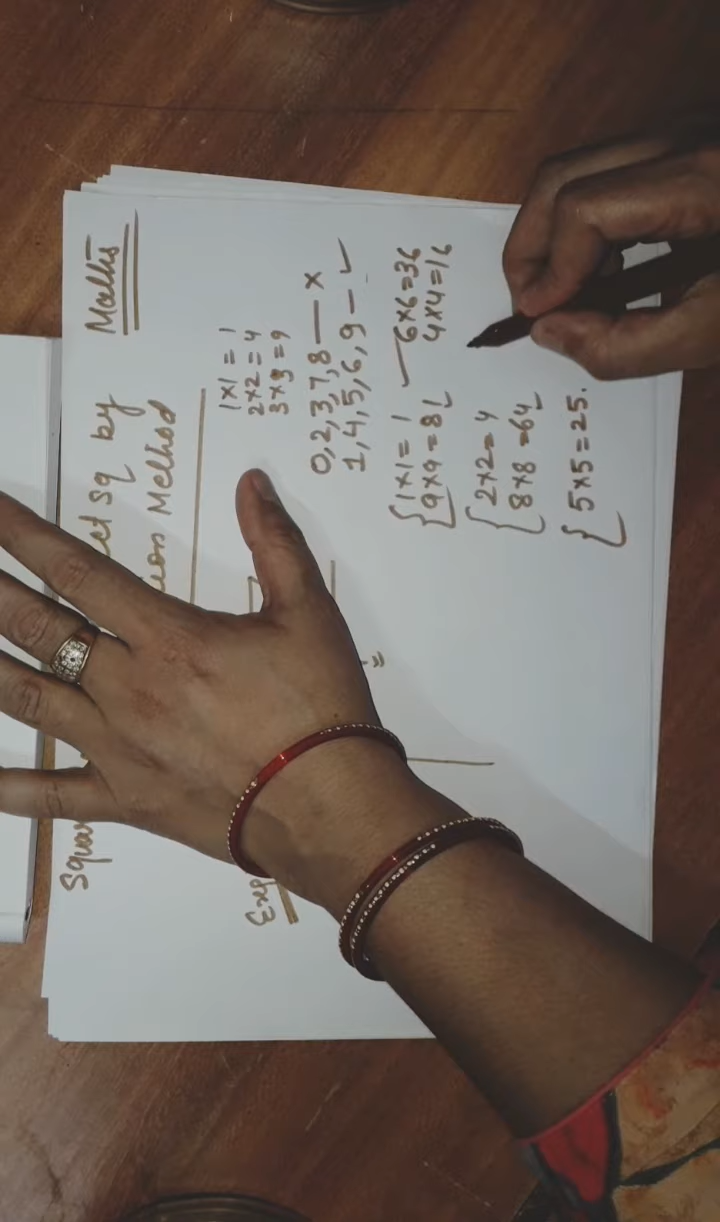 Maths
Sq by
Method
1×1 = 1
2×2 = 4
3×3 = 9
0,2,3,7,8 — ×
1,4,5,6,9 — ✓
1×1 = 1 6×6=36
9×9 = 81 4×4=16
2×2=4
8×8=64
5×5=25.